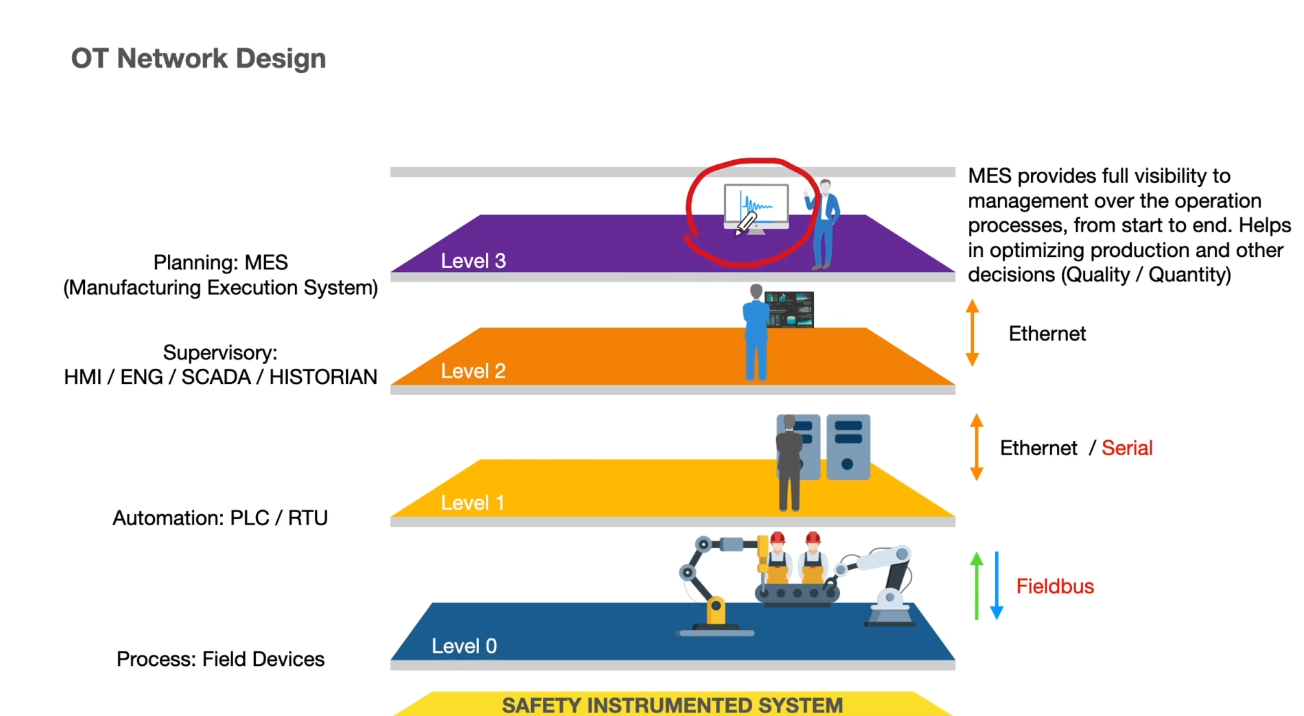 OT Network Design
MES provides full visibility to
management over the operation
processes, from start to end. Helps
in optimizing production and other
decisions (Quality / Quantity)
Level 3
Planning: MES
(Manufacturing Execution System)
Ethernet
Supervisory:
HMI / ENG / SCADA / HISTORIAN
Level 2
Ethernet / Serial
Level 1
Automation: PLC / RTU
Fieldbus
Level 0
Process: Field Devices
SAFETY INSTRUMENTED SYSTEM